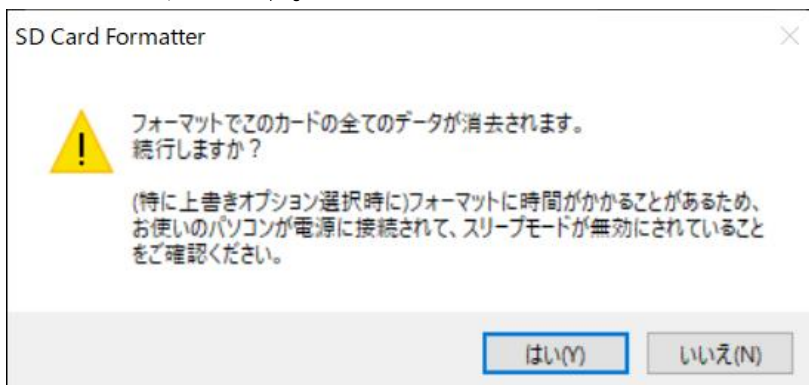 SD Card Formatter
フォーマットでこのカードの全てのデータが消去されます。
続行しますか？
(特に上書きオプション選択時に)フォーマットに時間がかかることがあるため、
お使いのパソコンが電源に接続されて、スリープモードが無効にされていること
をご確認ください。
はい(Y)
いいえ(N)